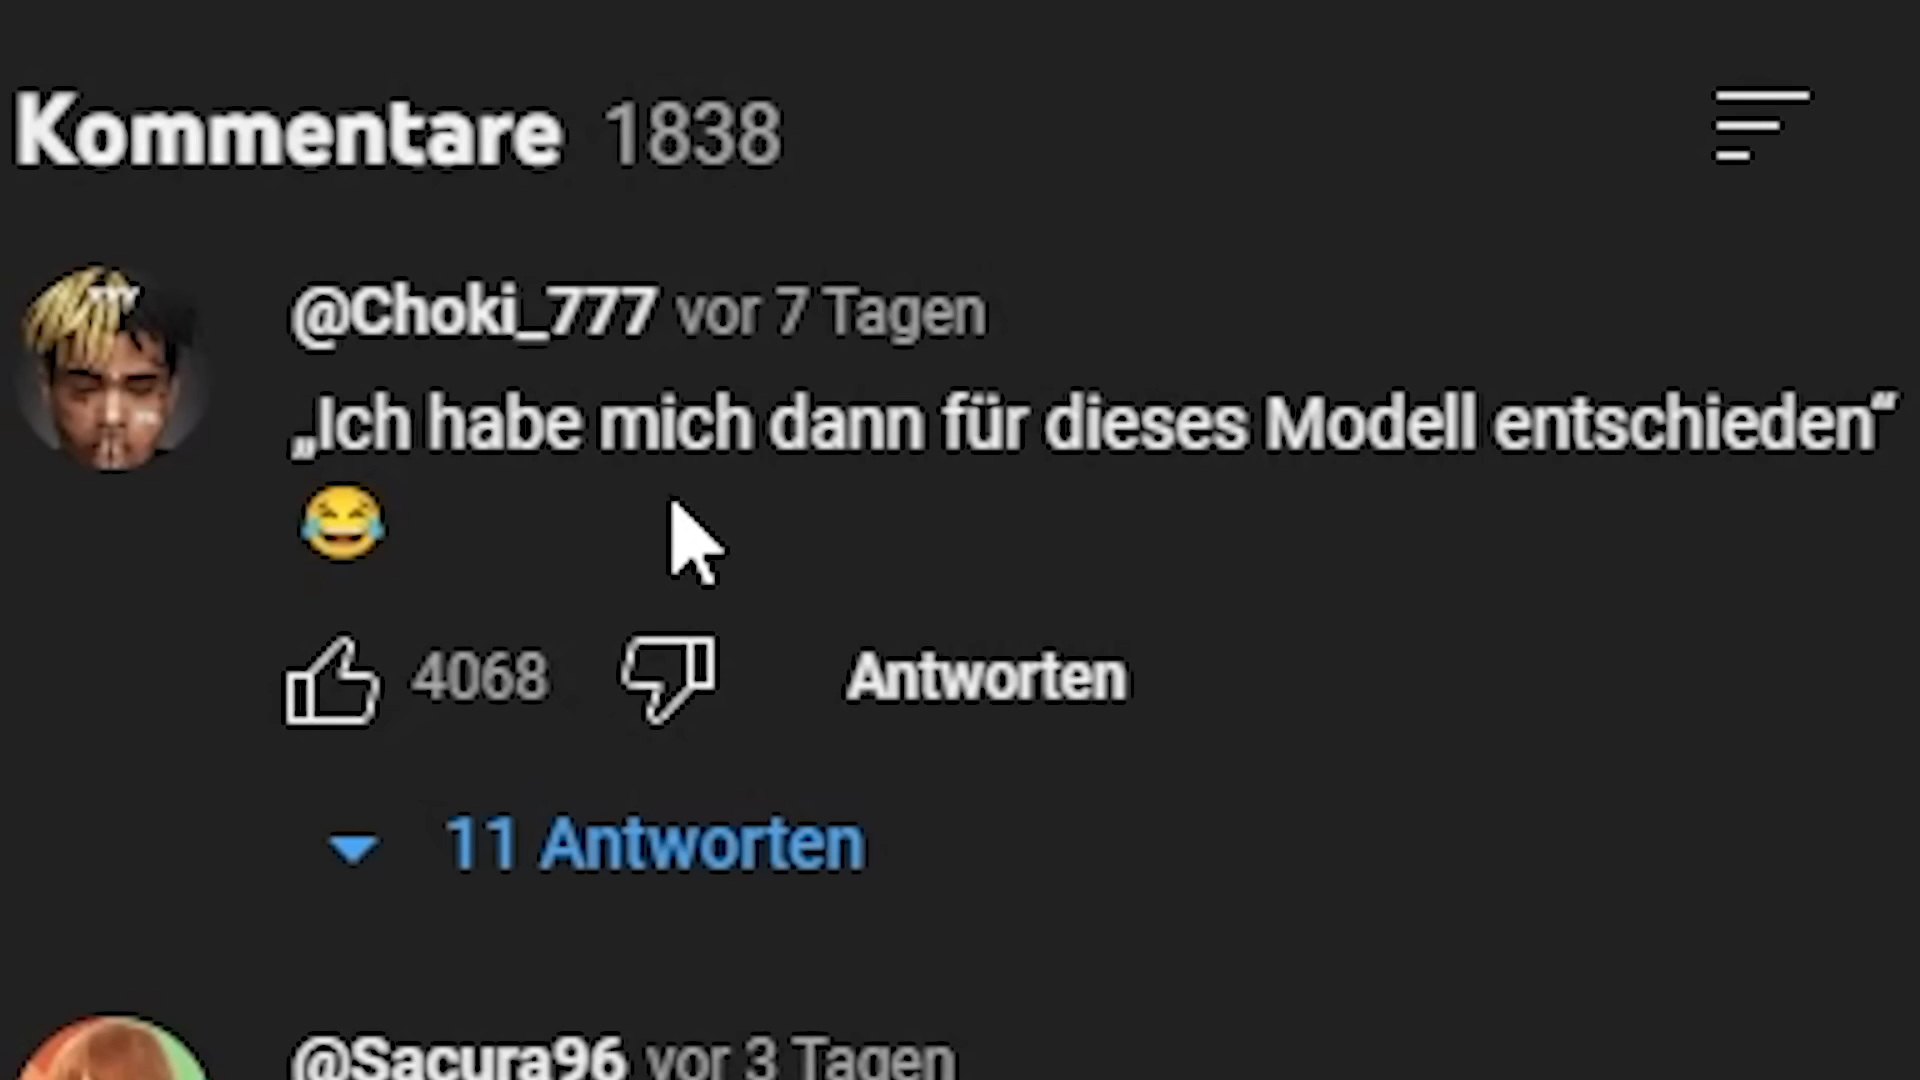 Kommentare 1838
@Choki_777 vor 7 Tagen
„Ich habe mich dann für dieses Modell entschieden“
😂
4068 Antworten
11 Antworten
@Sacura96 vor 3 Tagen